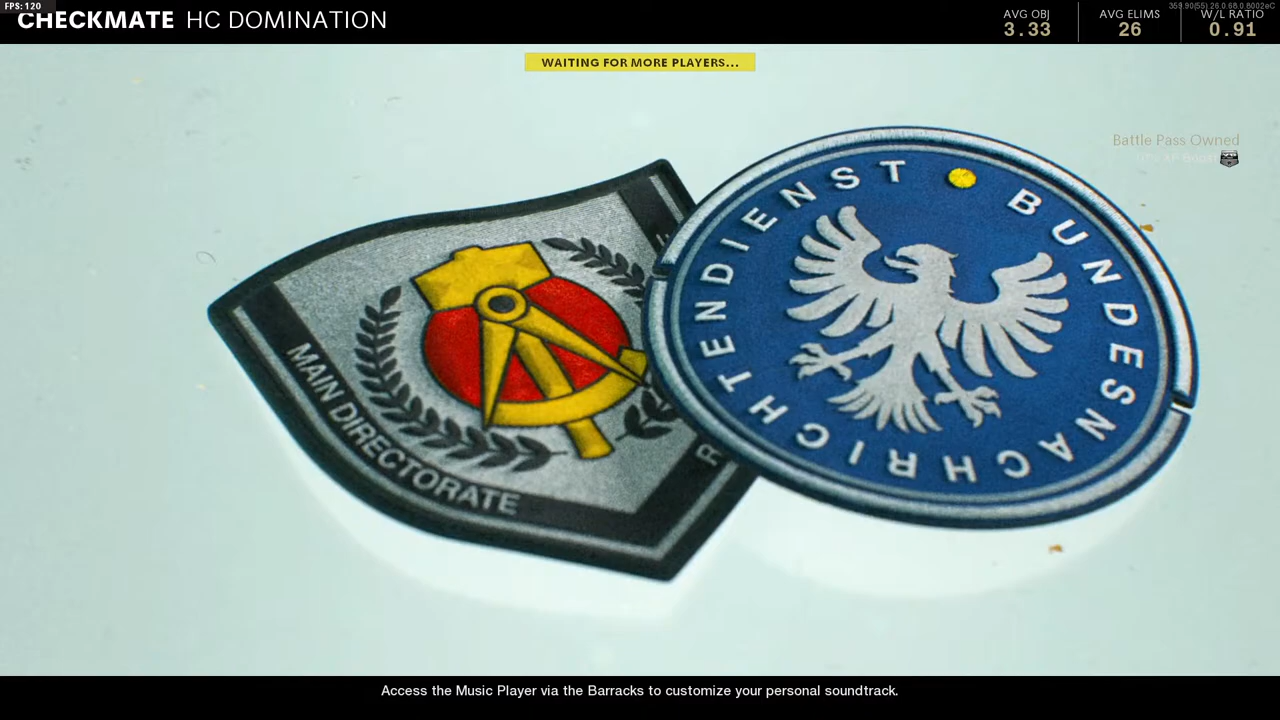 FPS: 120
CHECKMATE HC DOMINATION
AVG OBJ
3.33
AVG ELIMS
26
W/L RATIO
0.91
WAITING FOR MORE PLAYERS...
Battle Pass Owned
BUNDESNACHRICHTENDIENST
MAIN DIRECTORATE
R
Access the Music Player via the Barracks to customize your personal soundtrack.